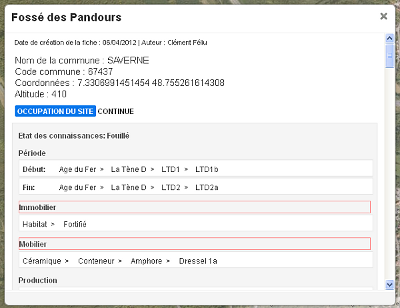 Fossé des Pandours ×
Date de création de la fiche : 05/04/2012 | Auteur : Clément Féliu
Nom de la commune : SAVERNE
Code commune : 67437
Coordonnées : 7.3306991451454 48.755261614308
Altitude : 410
OCCUPATION DU SITE CONTINUE
Etat des connaissances: Fouillé
Période
Début: Age du Fer > La Tène D > LTD1 > LTD1b
Fin: Age du Fer > La Tène D > LTD2 > LTD2a
Immobilier
Habitat > Fortifié
Mobilier
Céramique > Conteneur > Amphore > Dressel 1a
Production